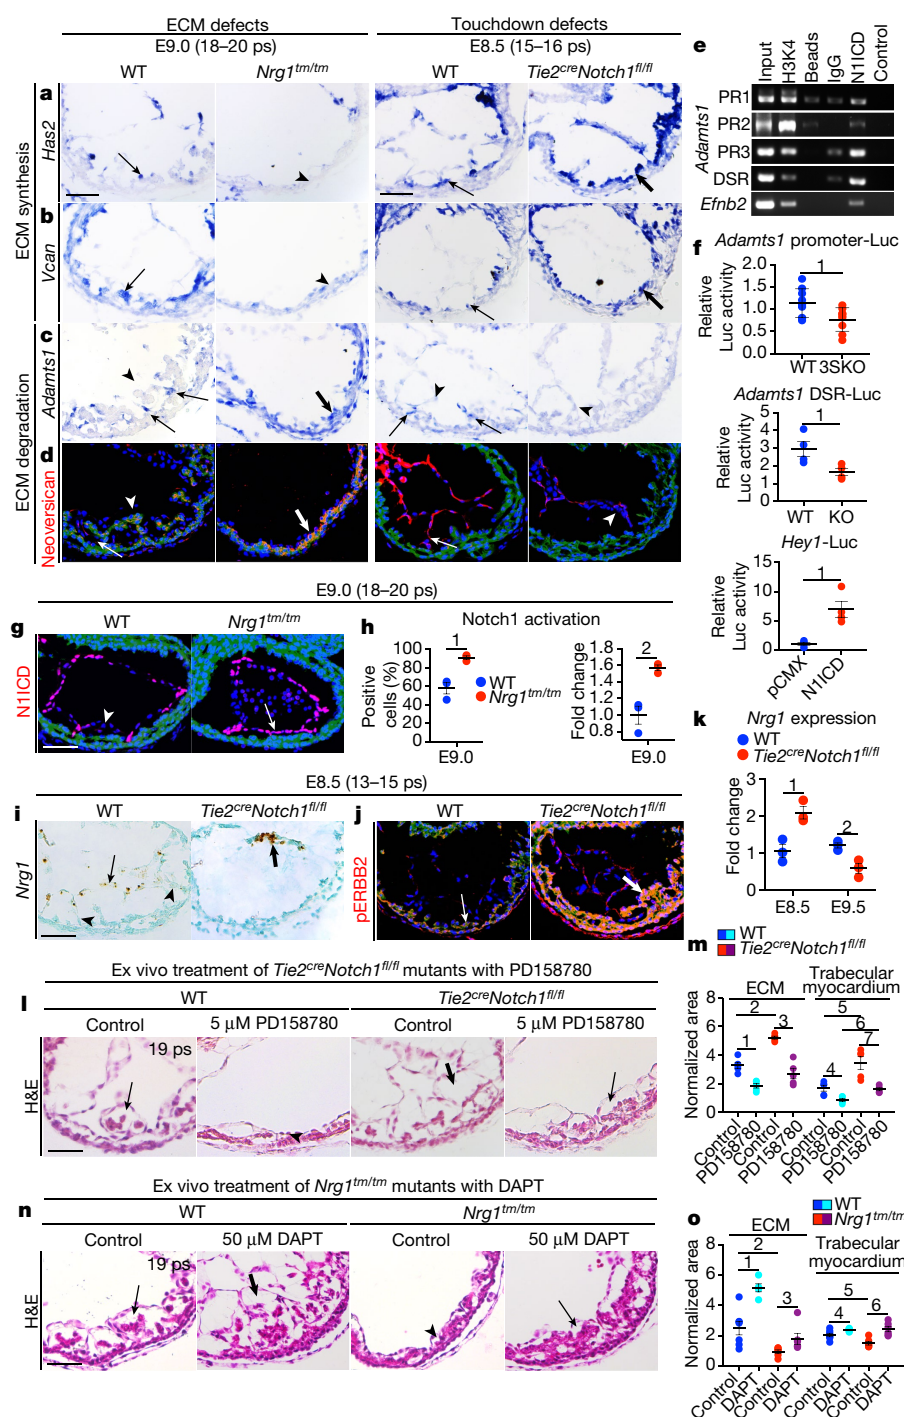 ECM defects
Touchdown defects
E9.0 (18–20 ps)
E8.5 (15–16 ps)
WT
Nrg1tm/tm
WT
Tie2creNotch1fl/fl
ECM synthesis
a
Has2
b
Vcan
ECM degradation
c
Adamts1
d
Neoversican
e
Input
H3K4
Beads
IgG
N1ICD
Control
Adamts1
PR1
PR2
PR3
DSR
Efnb2
f
Adamts1 promoter-Luc
Relative
Luc activity
2.0
1.5
1.0
0.5
0.0
1
WT 3SKO
Adamts1 DSR-Luc
Relative
Luc activity
5
4
3
2
1
0
1
WT
KO
Hey1-Luc
Relative
Luc activity
15
10
5
0
1
pCMX
N1ICD
E9.0 (18–20 ps)
g
WT
Nrg1tm/tm
N1ICD
h
Notch1 activation
Positive
cells (%)
100
80
60
40
20
0
1
E9.0
WT
Nrg1tm/tm
Fold change
1.8
1.6
1.4
1.2
1.0
0.8
2
E9.0
E8.5 (13–15 ps)
i
WT
Tie2creNotch1fl/fl
Nrg1
j
WT
Tie2creNotch1fl/fl
pERBB2
k
Nrg1 expression
WT
Tie2creNotch1fl/fl
Fold change
3
2
1
0
1
2
E8.5
E9.5
Ex vivo treatment of Tie2creNotch1fl/fl mutants with PD158780
l
WT
Tie2creNotch1fl/fl
Control
5 μM PD158780
Control
5 μM PD158780
19 ps
H&E
m
WT
Tie2creNotch1fl/fl
ECM
Trabecular
myocardium
Normalized area
8
6
4
2
0
1
2
3
4
5
6
7
Control
PD158780
Control
PD158780
Control
PD158780
Control
PD158780
Ex vivo treatment of Nrg1tm/tm mutants with DAPT
n
WT
Nrg1tm/tm
Control
50 μM DAPT
Control
50 μM DAPT
19 ps
H&E
o
WT
Nrg1tm/tm
ECM
Trabecular
myocardium
Normalized area
8
6
4
2
0
1
2
3
4
5
6
Control
DAPT
Control
DAPT
Control
DAPT
Control
DAPT